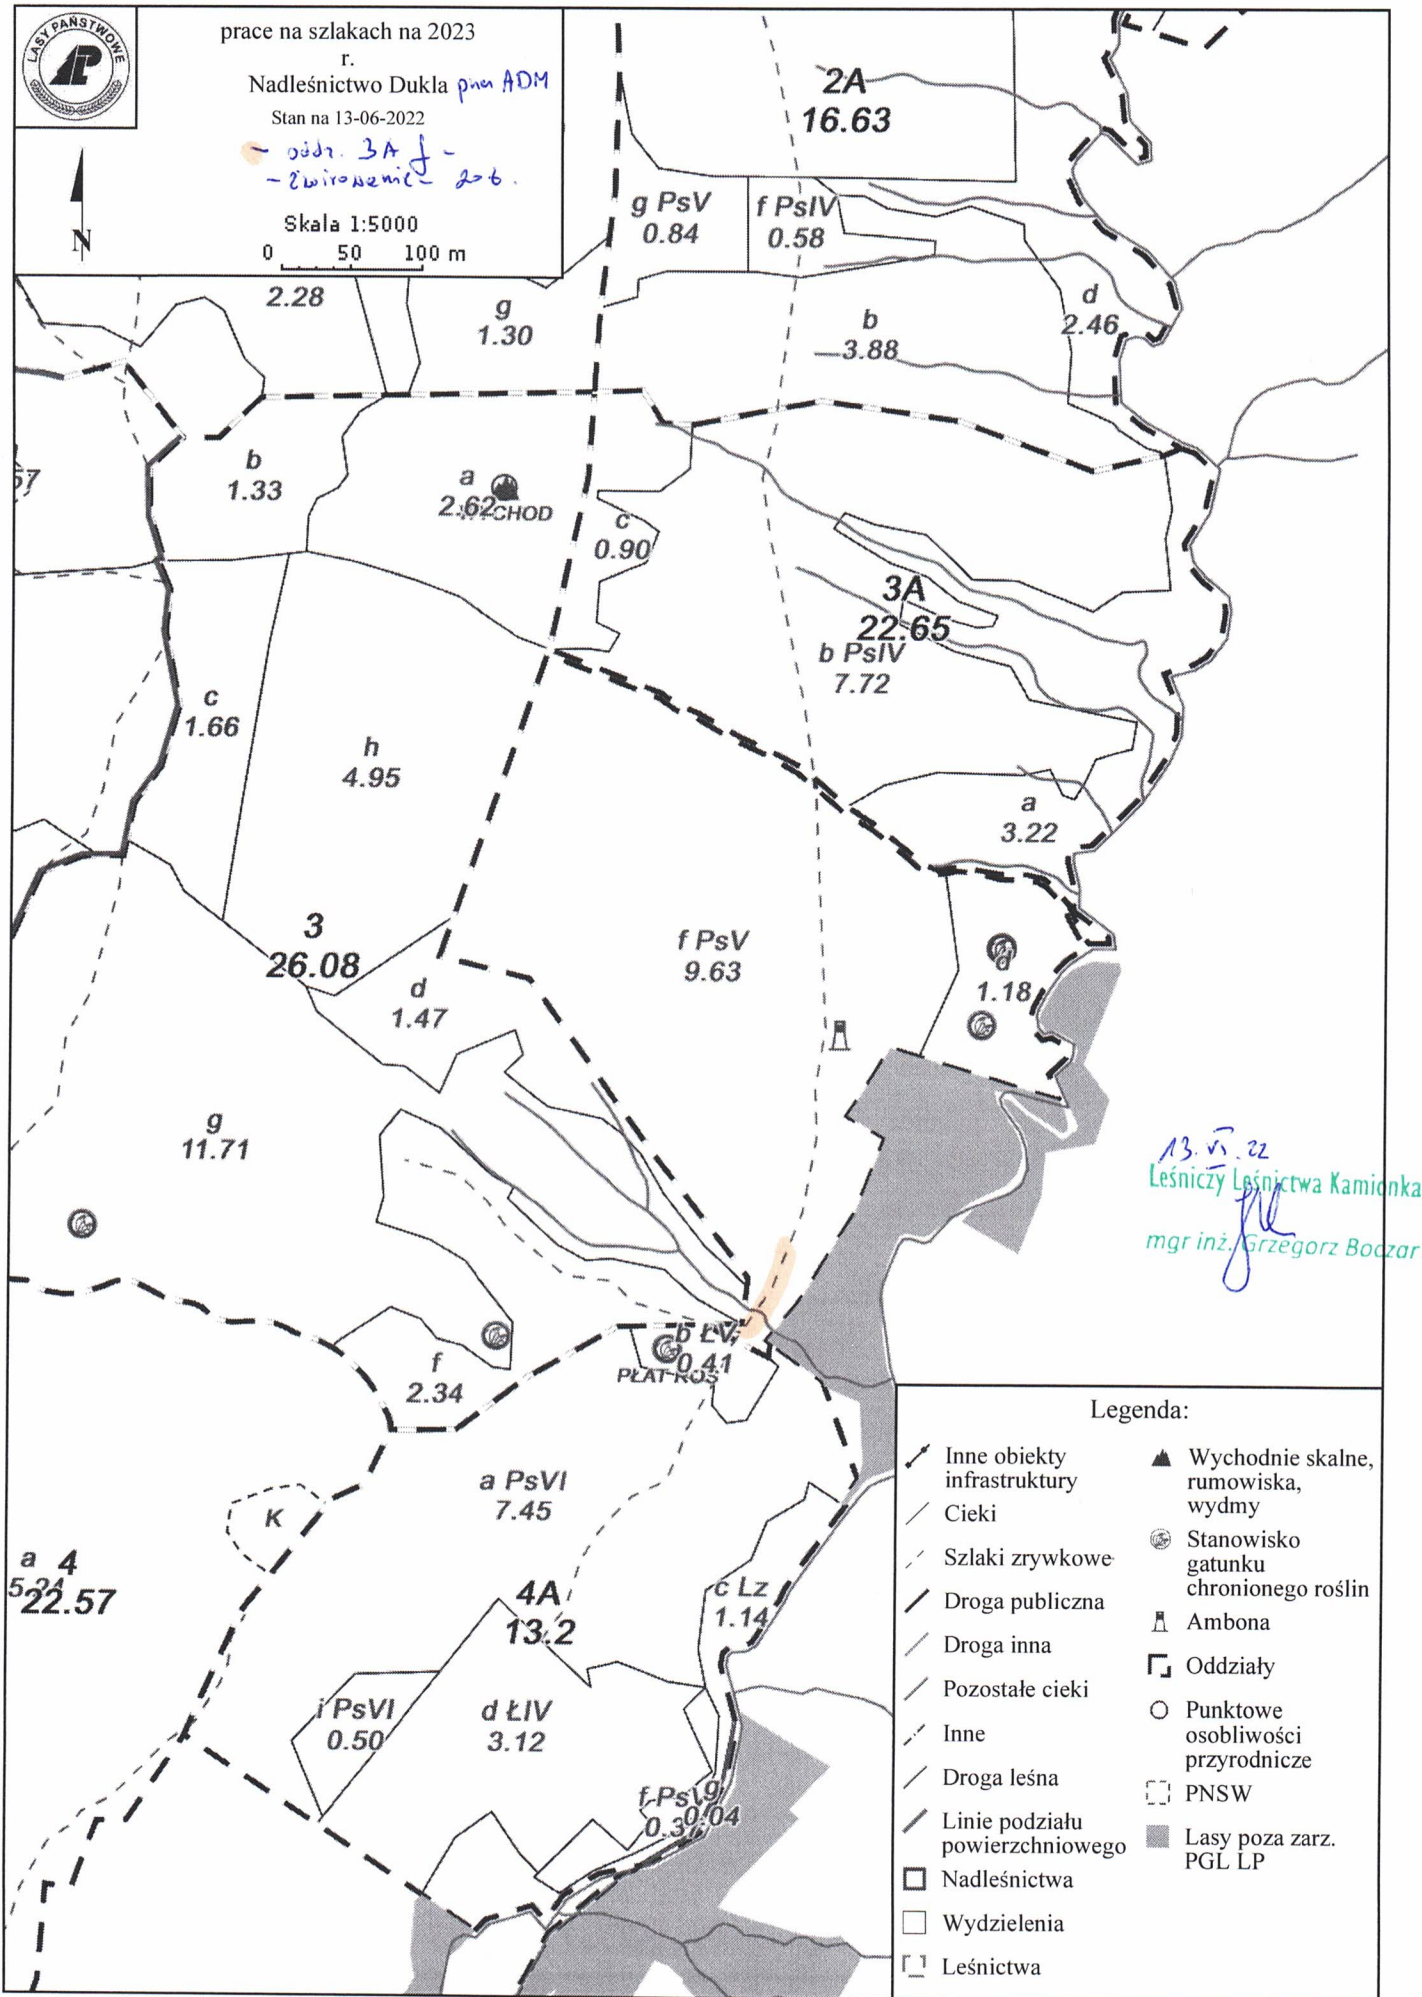 LASY PAŃSTWOWE
prace na szlakach na 2023
r.
Nadleśnictwo Dukla
ADM
Stan na 13-06-2022
- oddz. 3A f -
- żwirowanie -
Skala 1:5000
0 50 100 m
N
2A
16.63
g PsV
0.84
f PsIV
0.58
2.28
g
1.30
b
3.88
d
2.46
57
b
1.33
a
2.62
c
0.90
3A
22.65
b PsIV
7.72
c
1.66
h
4.95
a
3.22
3
26.08
f PsV
9.63
d
1.18
d
1.47
g
11.71
13.VI.22
Leśniczy Leśnictwa Kamionka
mgr inż. Grzegorz Boczar
b ŁV
0.41
PŁAT ROŚ
f
2.34
a PsVI
7.45
K
a 4
22.57
4A
13.2
c Lz
1.14
i PsVI
0.50
d ŁIV
3.12
g
0.04
Legenda:
Inne obiekty
infrastruktury
Cieki
Szlaki zrywkowe
Droga publiczna
Droga inna
Pozostałe cieki
Inne
Droga leśna
Linie podziału
powierzchniowego
Nadleśnictwa
Wydzielenia
Leśnictwa
Wychodnie skalne,
rumowiska,
wydmy
Stanowisko
gatunku
chronionego roślin
Ambona
Oddziały
Punktowe
osobliwości
przyrodnicze
PNSW
Lasy poza zarz.
PGL LP